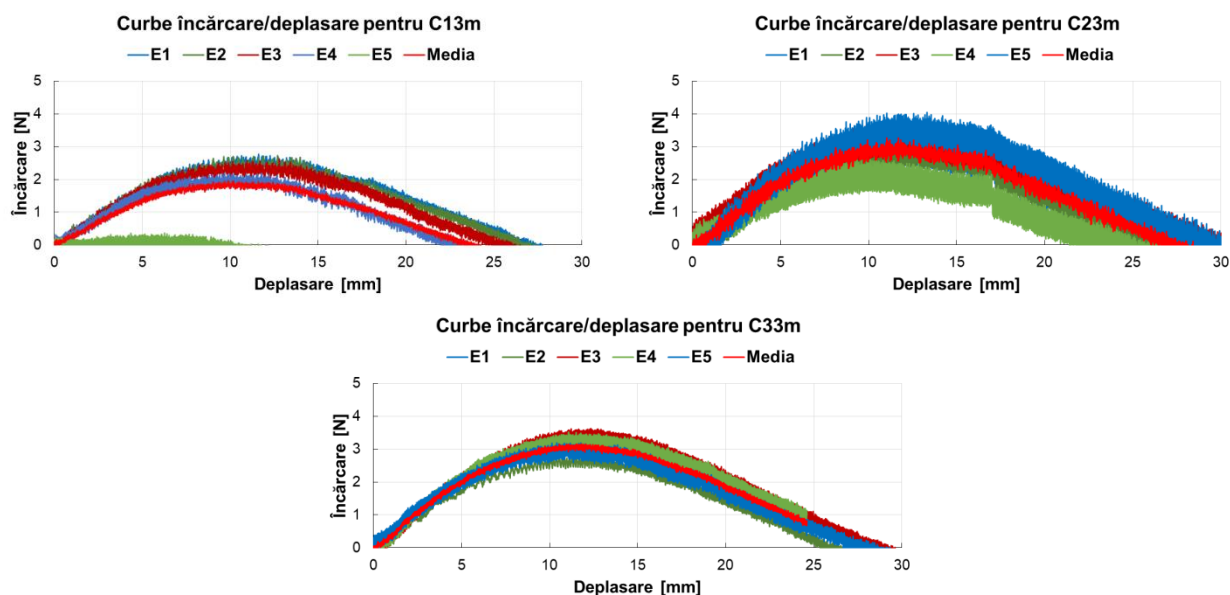 Curbe încărcare/deplasare pentru C13m
E1 E2 E3 E4 E5 Media
5
4
3
2
1
0
Încărcare [N]
0 5 10 15 20 25 30
Deplasare [mm]
Curbe încărcare/deplasare pentru C23m
E1 E2 E3 E4 E5 Media
5
4
3
2
1
0
Încărcare [N]
0 5 10 15 20 25 30
Deplasare [mm]
Curbe încărcare/deplasare pentru C33m
E1 E2 E3 E4 E5 Media
5
4
3
2
1
0
Încărcare [N]
0 5 10 15 20 25 30
Deplasare [mm]